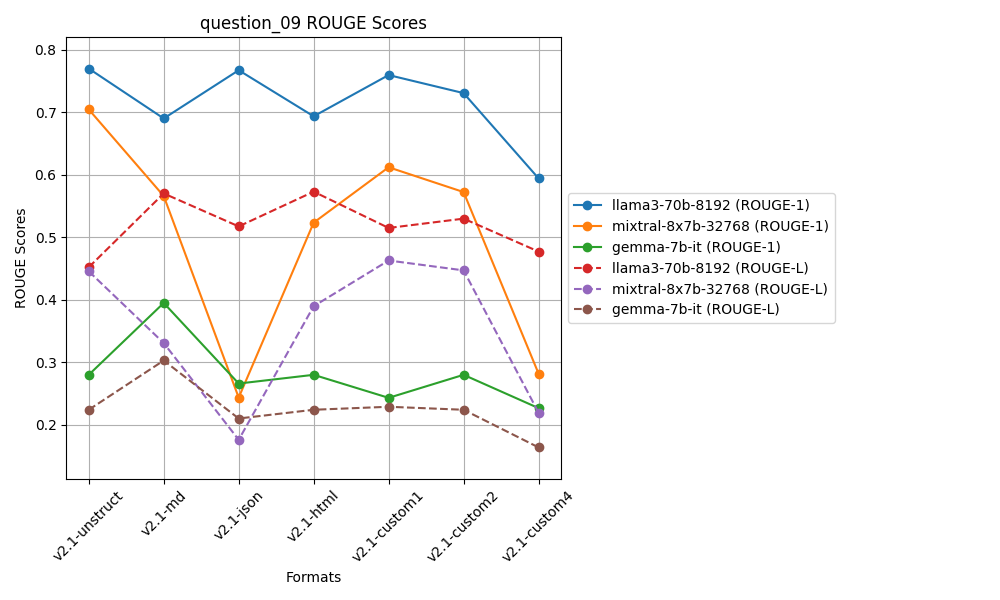 question_09 ROUGE Scores
ROUGE Scores
0.8
0.7
0.6
0.5
0.4
0.3
0.2
v2.1-unstruct
v2.1-md
v2.1-json
v2.1-html
v2.1-custom1
v2.1-custom2
v2.1-custom4
Formats
llama3-70b-8192 (ROUGE-1)
mixtral-8x7b-32768 (ROUGE-1)
gemma-7b-it (ROUGE-1)
llama3-70b-8192 (ROUGE-L)
mixtral-8x7b-32768 (ROUGE-L)
gemma-7b-it (ROUGE-L)